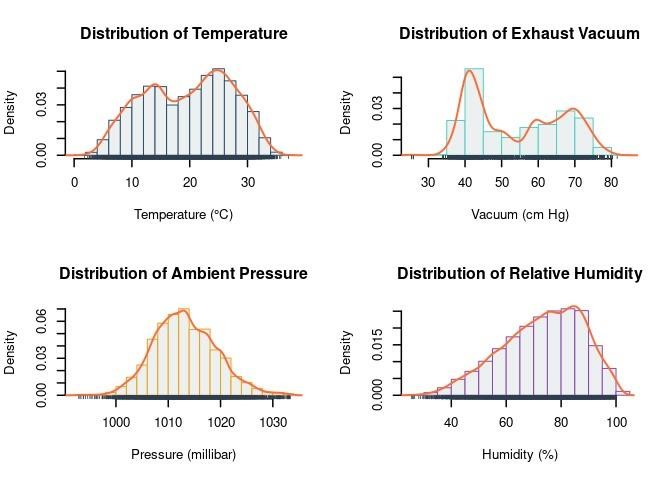 Distribution of Temperature
Density
0.00
0.03
0
10
20
30
Temperature (°C)
Distribution of Exhaust Vacuum
Density
0.00
0.03
30
40
50
60
70
80
Vacuum (cm Hg)
Distribution of Ambient Pressure
Density
0.00
0.03
0.06
1000
1010
1020
1030
Pressure (millibar)
Distribution of Relative Humidity
Density
0.000
0.015
40
60
80
100
Humidity (%)